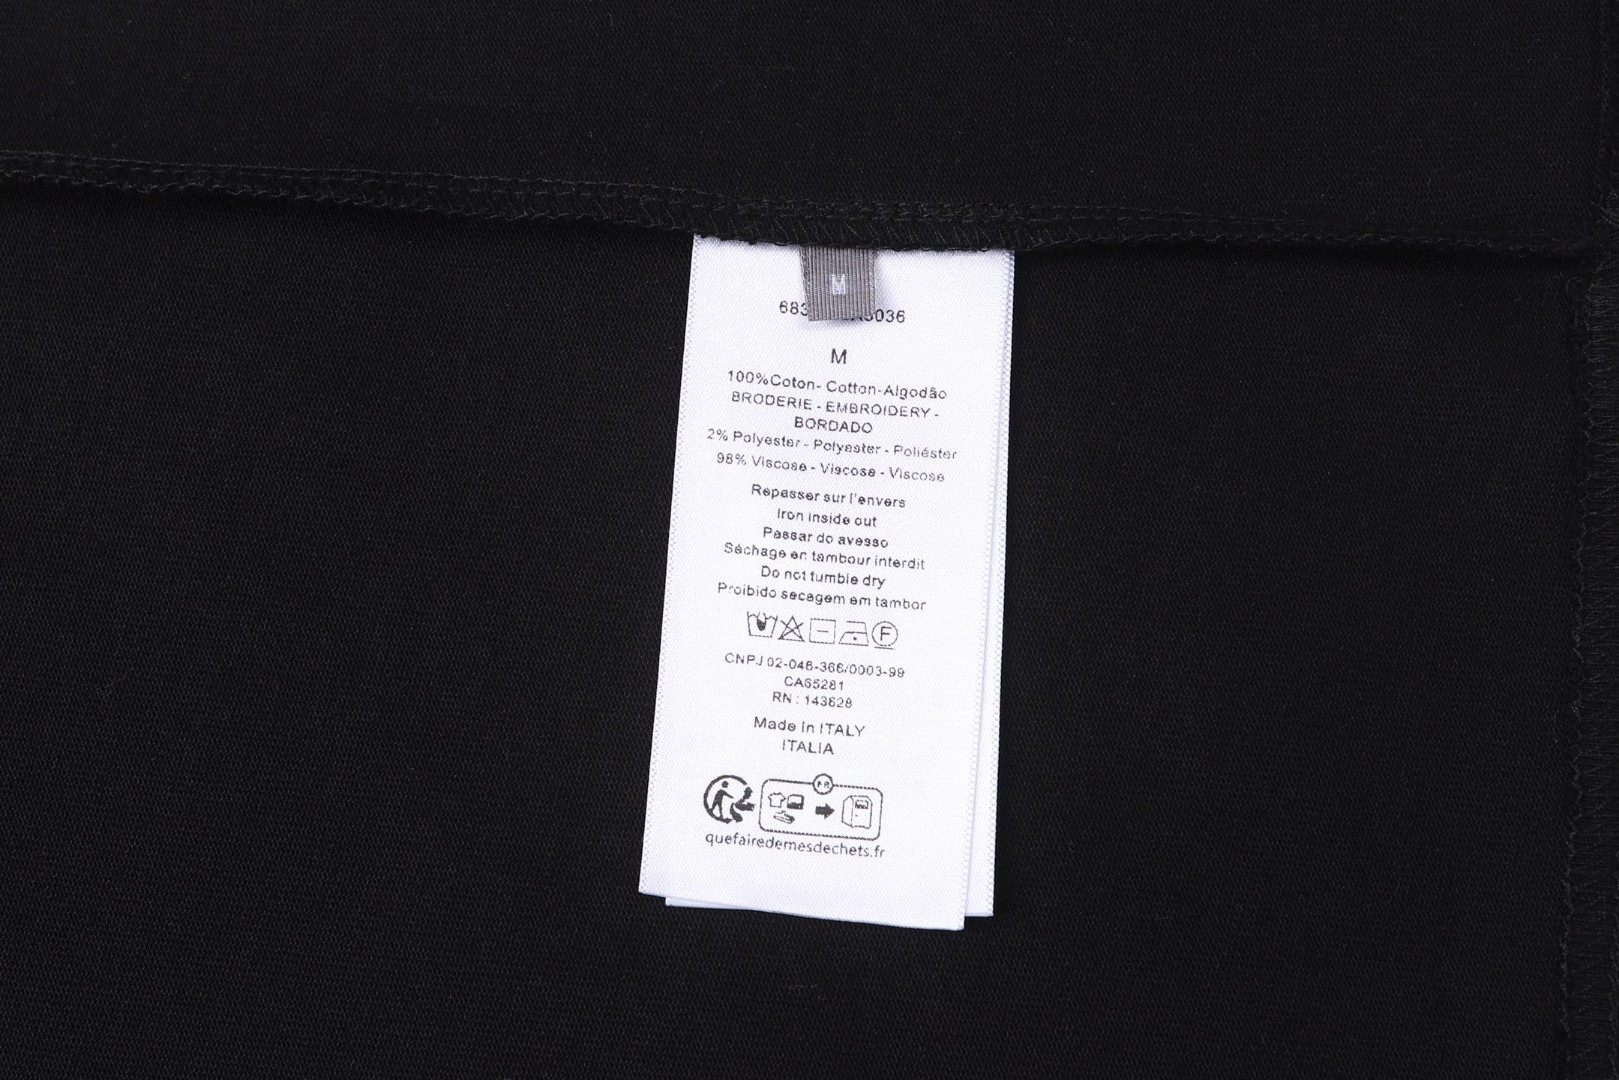 M
M
100%Coton- Cotton-Algodão
BRODERIE - EMBROIDERY -
BORDADO
2% Polyester - Polyester - Poliéster
98% Viscose - Viscose - Viscose
Repasser sur l'envers
Iron inside out
Passar do avesso
Séchage en tambour interdit
Do not tumble dry
Proibido secagem em tambor
F
CNPJ 02-046-366/0003-99
CA65281
RN : 143628
Made in ITALY
ITALIA
quefairedemesdechets.fr